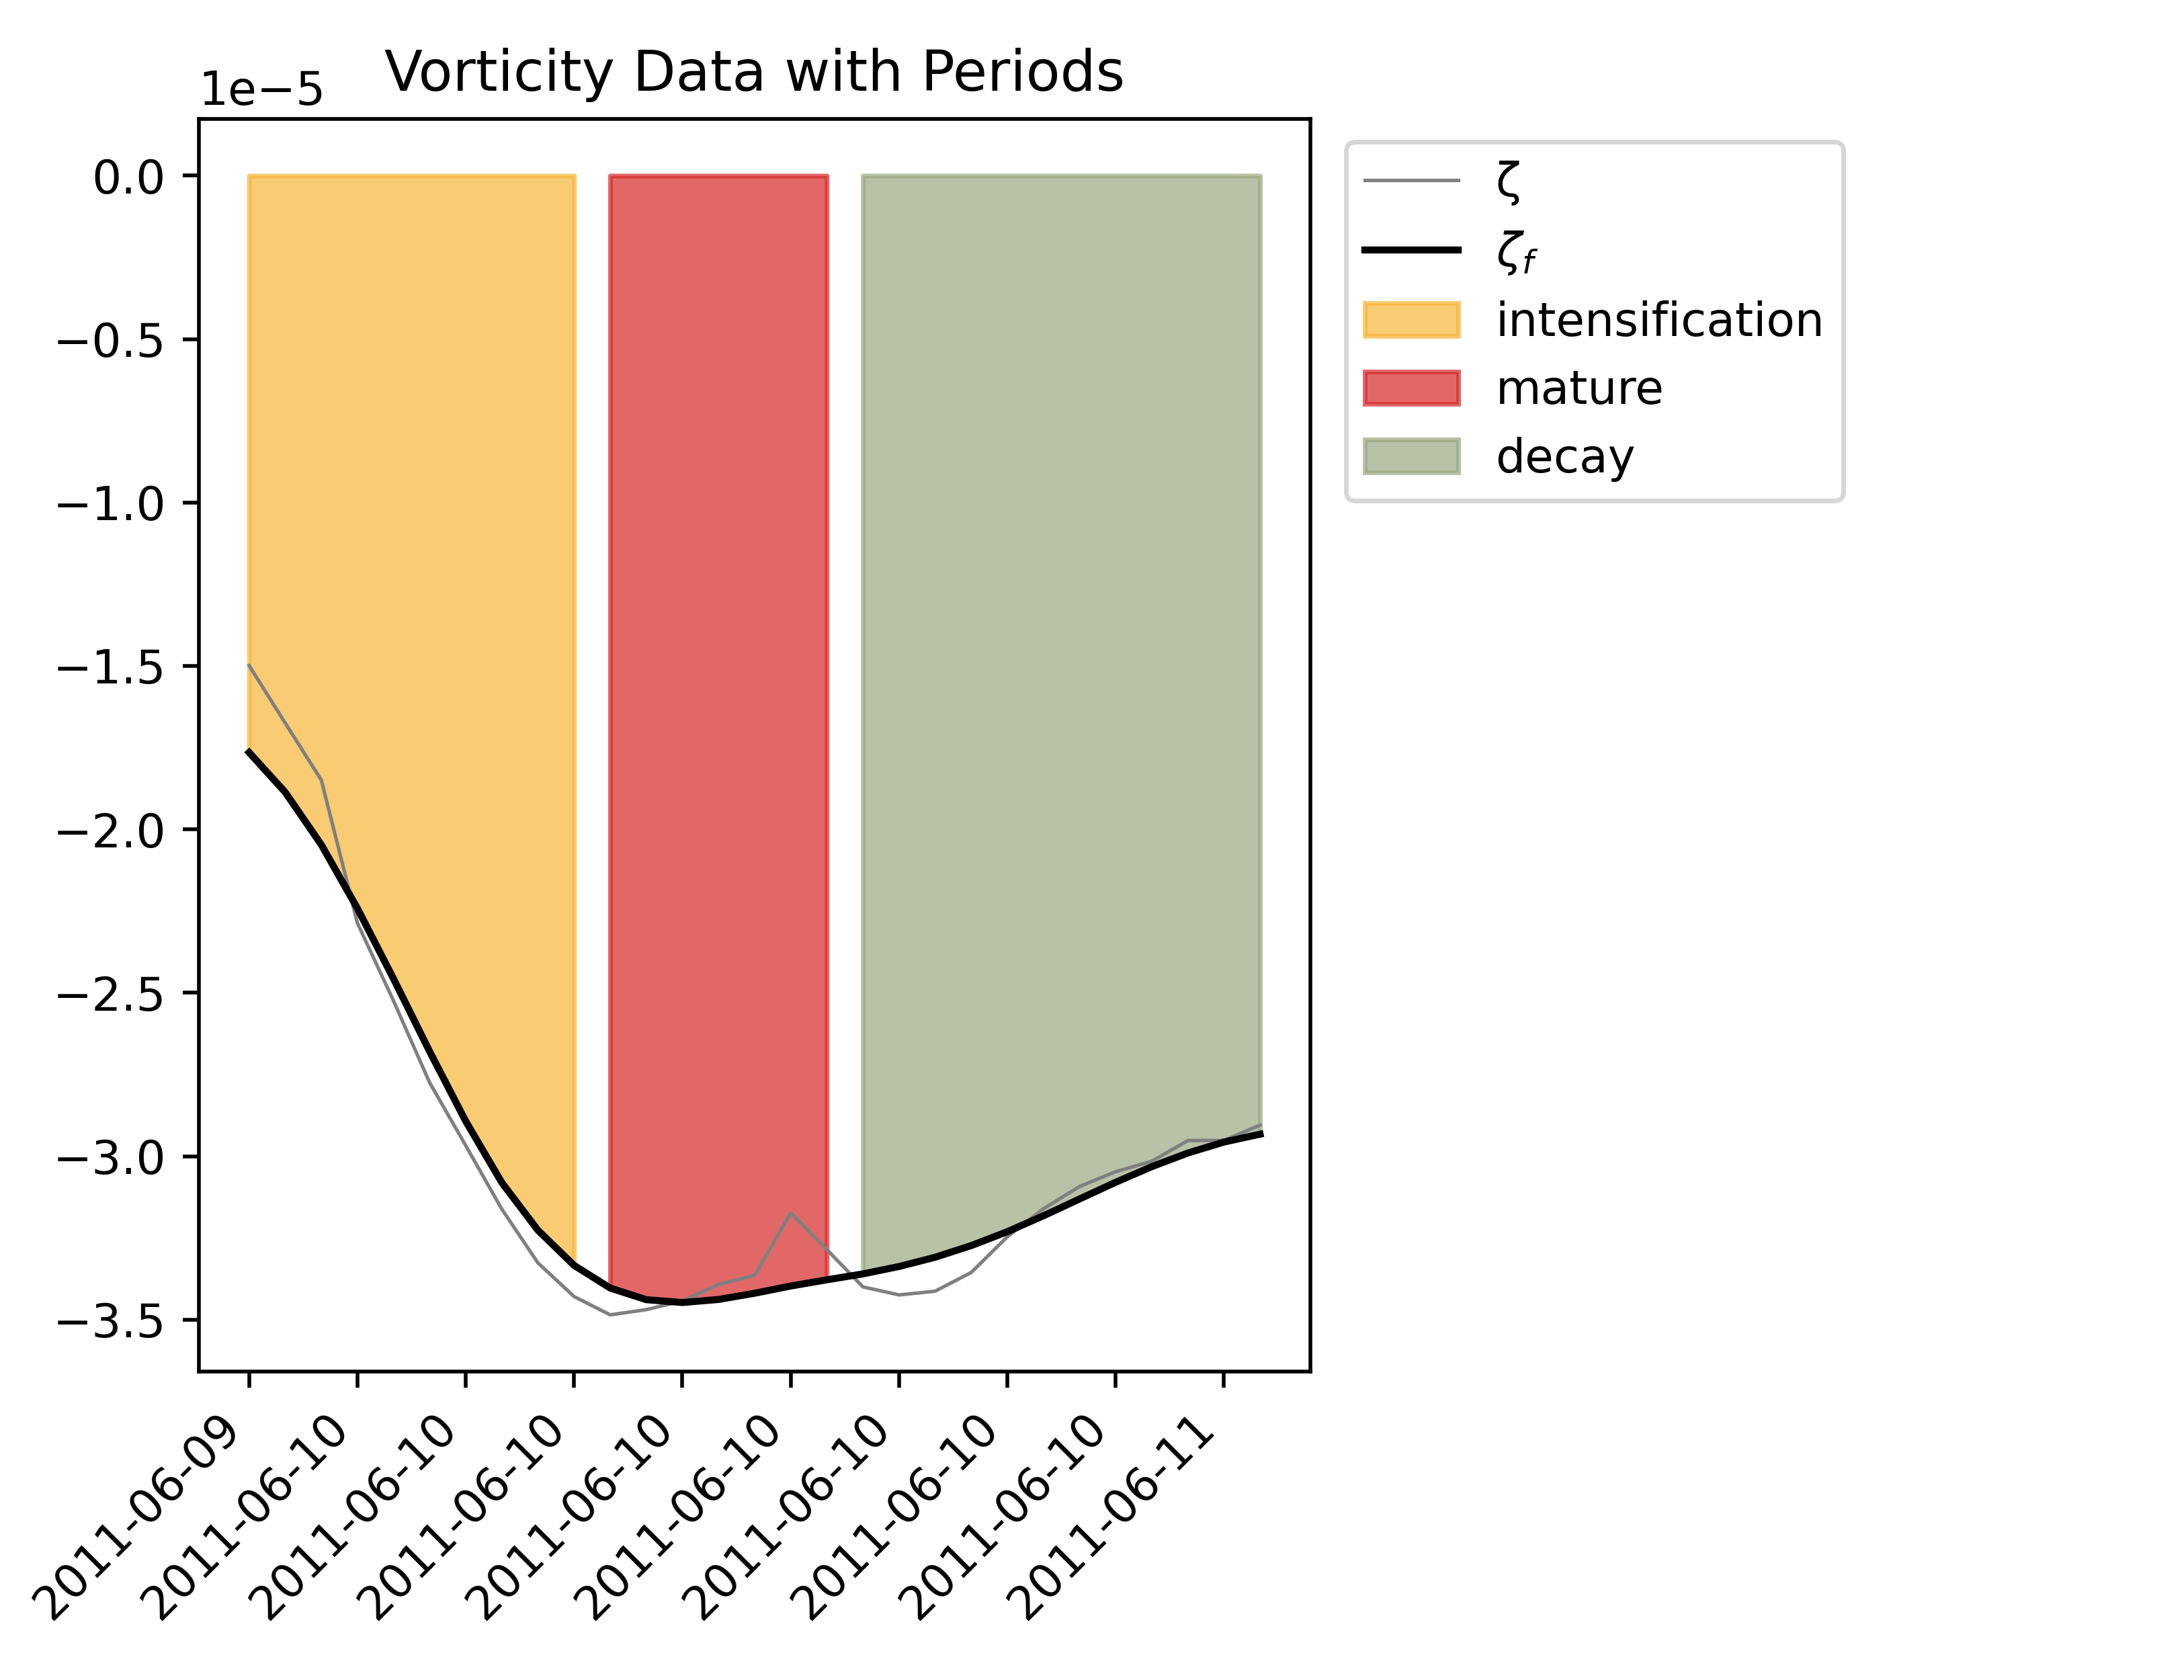 Vorticity Data with Periods
1e−5
0.0
−0.5
−1.0
−1.5
−2.0
−2.5
−3.0
−3.5
2011-06-09
2011-06-10
2011-06-10
2011-06-10
2011-06-10
2011-06-10
2011-06-10
2011-06-10
2011-06-10
2011-06-11
ζ
ζf
intensification
mature
decay